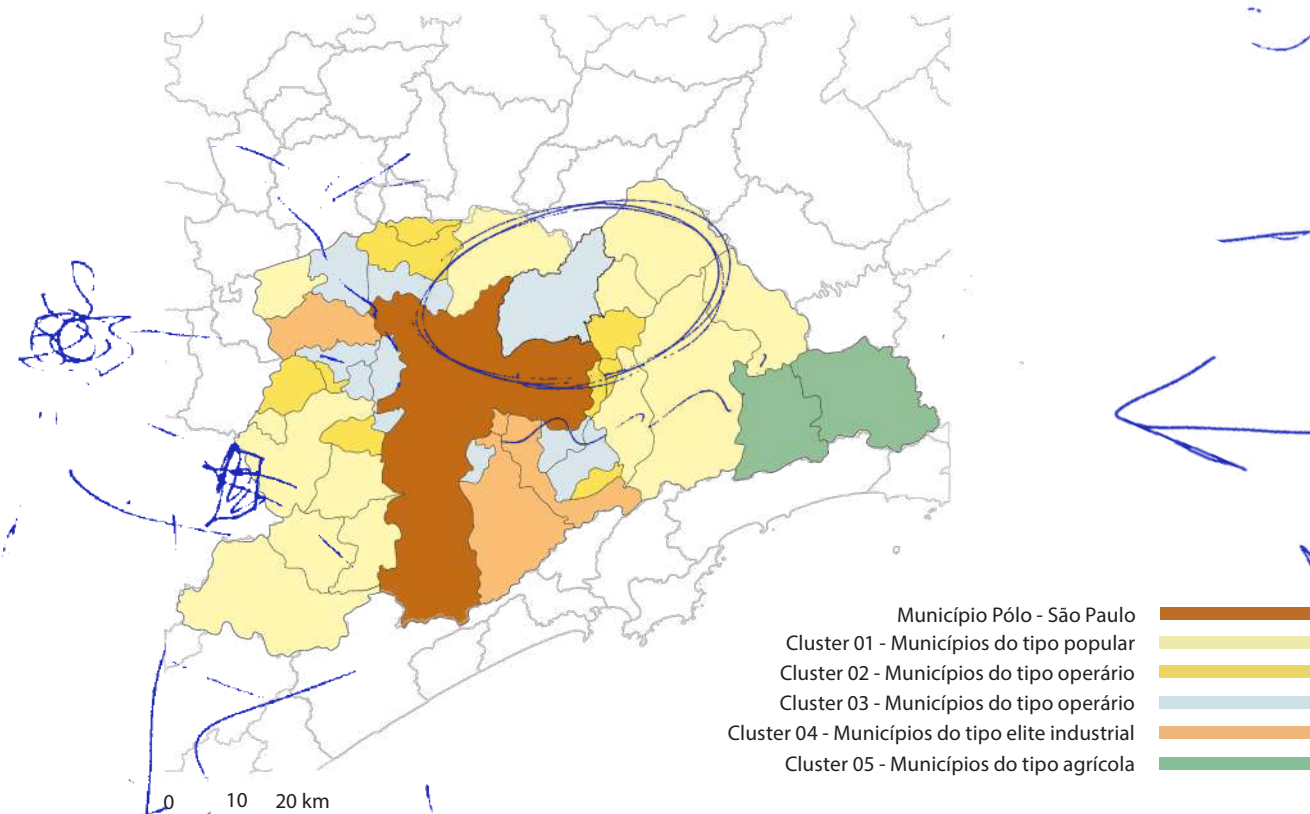 Município Pólo - São Paulo
Cluster 01 - Municípios do tipo popular
Cluster 02 - Municípios do tipo operário
Cluster 03 - Municípios do tipo operário
Cluster 04 - Municípios do tipo elite industrial
Cluster 05 - Municípios do tipo agrícola
0 10 20 km